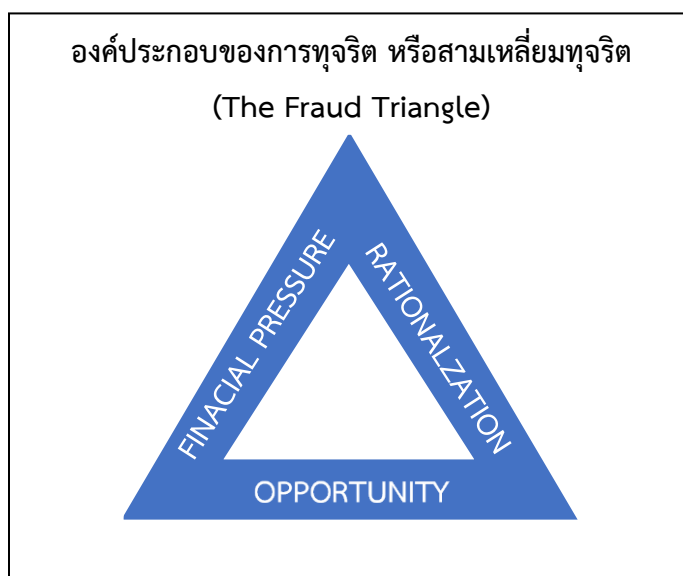 องค์ประกอบของการทุจริต หรือสามเหลี่ยมทุจริต
(The Fraud Triangle)
FINACIAL PRESSURE
RATIONALZATION
OPPORTUNITY